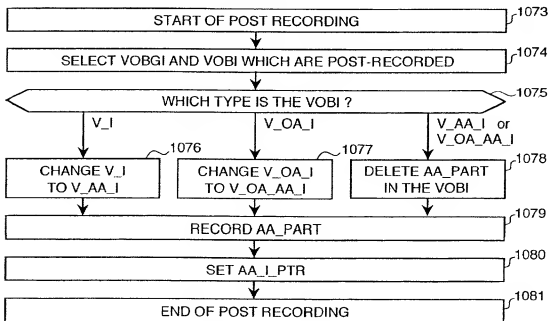 START OF POST RECORDING
1073
1074
SELECT VOBGI AND VOBI WHICH ARE POST-RECORDED
1075
WHICH TYPE IS THE VOBI ?
V_I
V_OA_I
V_AA_I or
V_OA_AA_I
1076
1077
1078
CHANGE V_I
TO V_AA_I
CHANGE V_OA_I
TO V_OA_AA_I
DELETE AA_PART
IN THE VOBI
1079
RECORD AA_PART
1080
SET AA_I_PTR
1081
END OF POST RECORDING